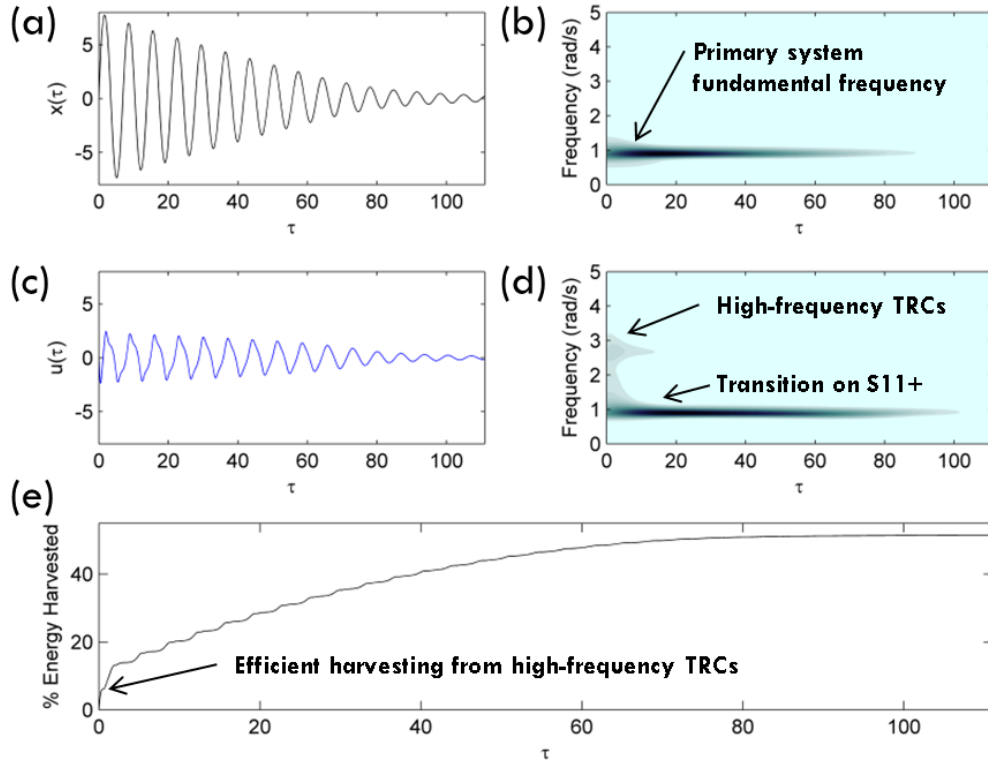 (a)
5
0
-5
x(τ)
0 20 40 60 80 100
τ
(b)
5
4
3
2
1
0
Frequency (rad/s)
Primary system
fundamental frequency
0 20 40 60 80 100
τ
(c)
5
0
-5
u(τ)
0 20 40 60 80 100
τ
(d)
5
4
3
2
1
0
Frequency (rad/s)
High-frequency TRCs
Transition on S11+
0 20 40 60 80 100
τ
(e)
40
20
0
% Energy Harvested
Efficient harvesting from high-frequency TRCs
0 20 40 60 80 100
τ